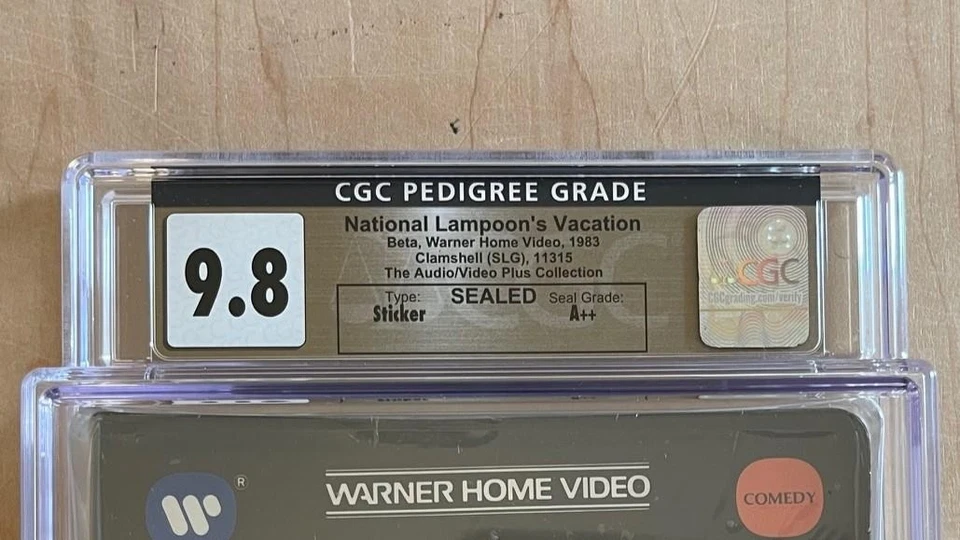 CGC PEDIGREE GRADE
9.8
National Lampoon's Vacation
Beta, Warner Home Video, 1983
Clamshell (SLG), 11315
The Audio/Video Plus Collection
Type: SEALED Seal Grade:
Sticker A++
CGC
CGCgrading.com/verify
®
WARNER HOME VIDEO
COMEDY